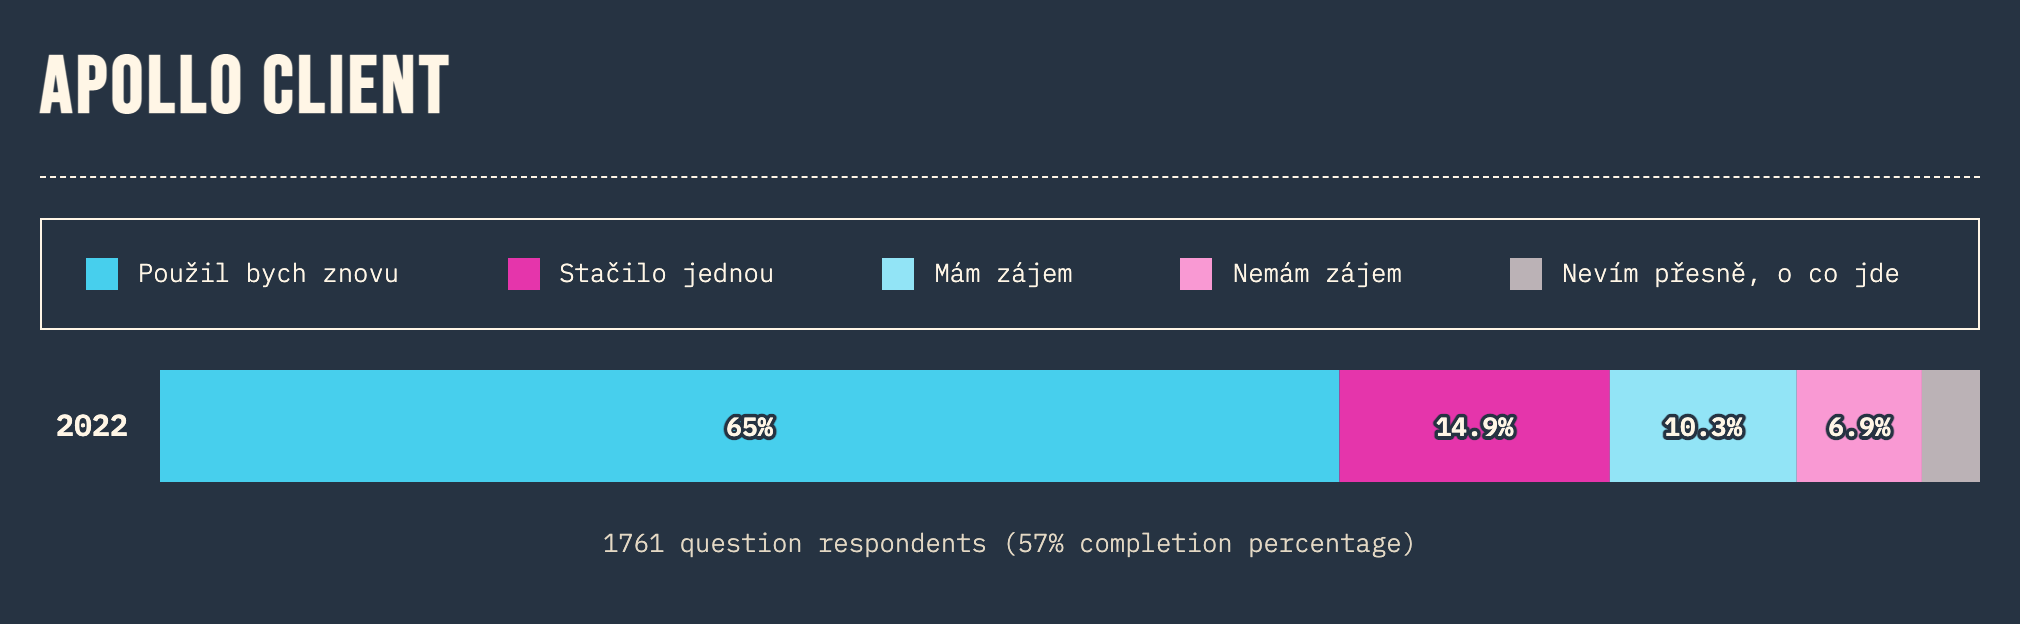 APOLLO CLIENT
Použil bych znovu Stačilo jednou Mám zájem Nemám zájem Nevím přesně, o co jde
2022 65% 14.9% 10.3% 6.9%
1761 question respondents (57% completion percentage)